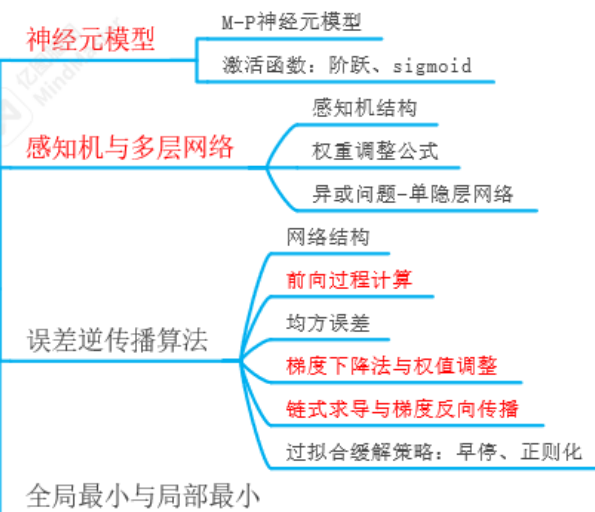 神经元模型
M-P神经元模型
激活函数：阶跃、sigmoid
感知机与多层网络
感知机结构
权重调整公式
异或问题-单隐层网络
误差逆传播算法
网络结构
前向过程计算
均方误差
梯度下降法与权值调整
链式求导与梯度反向传播
过拟合缓解策略：早停、正则化
全局最小与局部最小